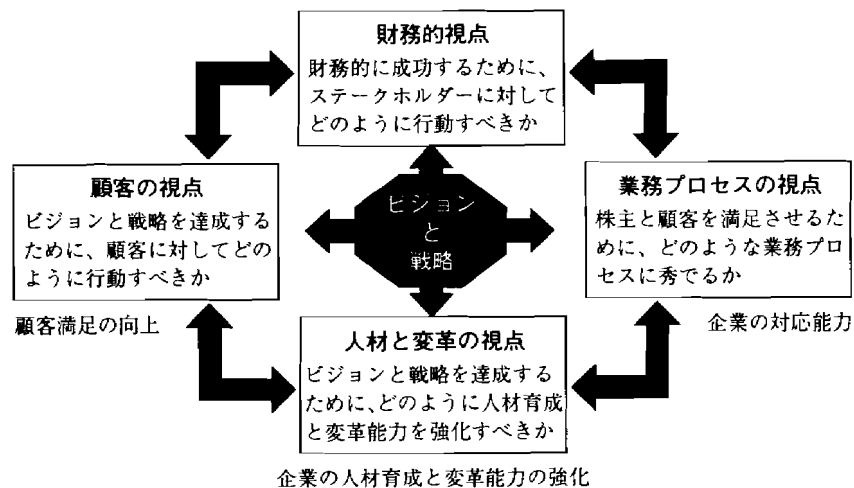 財務的視点
財務的に成功するために、
ステークホルダーに対して
どのように行動すべきか
顧客の視点
ビジョンと戦略を達成する
ために、顧客に対してどの
ように行動すべきか
顧客満足の向上
ビジョン
と
戦略
業務プロセスの視点
株主と顧客を満足させるた
めに、どのような業務プロ
セスに秀でるか
企業の対応能力
人材と変革の視点
ビジョンと戦略を達成する
ために、どのように人材育成
と変革能力を強化すべきか
企業の人材育成と変革能力の強化